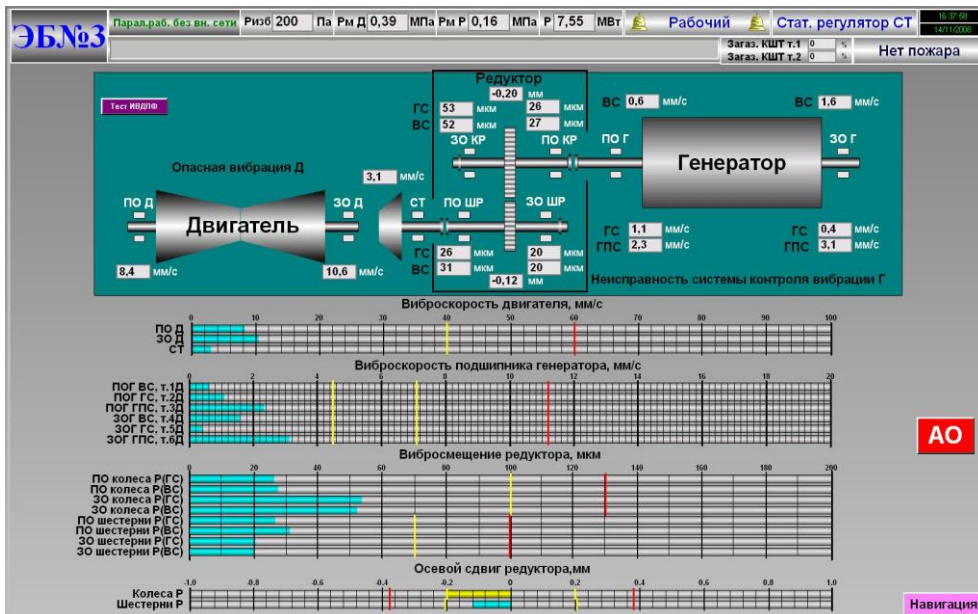 ЭБ№3 Парал.раб. без вн. сети Ризб 200 Па Рм Д 0,39 МПа Рм Р 0,16 МПа Р 7,55 МВт Рабочий Стат. регулятор СТ 16:37:58
14/11/2008
Загаз. КШТ т.1 0 %
Загаз. КШТ т.2 0 %
Нет пожара
Тест ИВДПФ
Редуктор
-0,20 мм
ГС 53 мкм 26 мкм
ВС 52 мкм 27 мкм
ВС 0,6 мм/с ВС 1,6 мм/с
ЗО КР ПО КР ПО Г ЗО Г
Генератор
Опасная вибрация Д
3,1 мм/с
ПО Д ЗО Д СТ ПО ШР ЗО ШР
Двигатель
8,4 мм/с 10,6 мм/с
ГС 26 мкм 20 мкм
ВС 31 мкм 20 мкм
-0,12 мм
ГС 1,1 мм/с ГС 0,4 мм/с
ГПС 2,3 мм/с ГПС 3,1 мм/с
Неисправность системы контроля вибрации Г
Виброскорость двигателя, мм/с
0 10 20 30 40 50 60 70 80 90 100
ПО Д
ЗО Д
СТ
Виброскорость подшипника генератора, мм/с
0 2 4 6 8 10 12 14 16 18 20
ПОГ ВС, т.1Д
ПОГ ГС, т.2Д
ПОГ ГПС, т.3Д
ЗОГ ВС, т.4Д
ЗОГ ГС, т.5Д
ЗОГ ГПС, т.6Д
АО
Вибросмещение редуктора, мкм
0 20 40 60 80 100 120 140 160 180 200
ПО колеса Р(ГС)
ПО колеса Р(ВС)
ЗО колеса Р(ГС)
ЗО колеса Р(ВС)
ПО шестерни Р(ГС)
ПО шестерни Р(ВС)
ЗО шестерни Р(ГС)
ЗО шестерни Р(ВС)
Осевой сдвиг редуктора,мм
-1,0 -0,8 -0,6 -0,4 -0,2 0 0,2 0,4 0,6 0,8 1,0
Колеса Р
Шестерни Р
Навигация